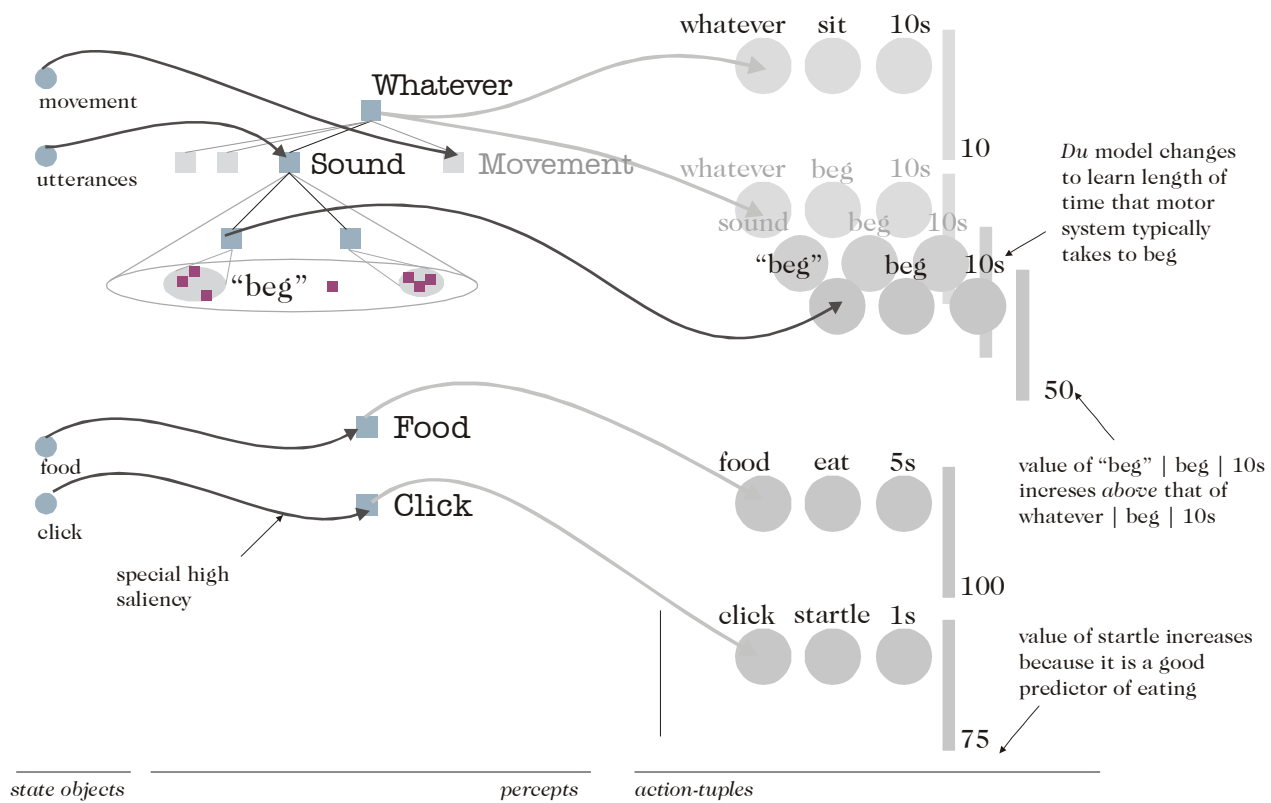 whatever sit 10s
Whatever
movement
10
Du model changes
to learn length of
time that motor
system typically
takes to beg
utterances
Sound
Movement
whatever beg 10s
sound beg 10s
“beg” beg 10s
“beg”
50
Food
food
food eat 5s
value of “beg” | beg | 10s
increses above that of
whatever | beg | 10s
Click
click
special high
saliency
100
click startle 1s
value of startle increases
because it is a good
predictor of eating
75
state objects
percepts
action-tuples